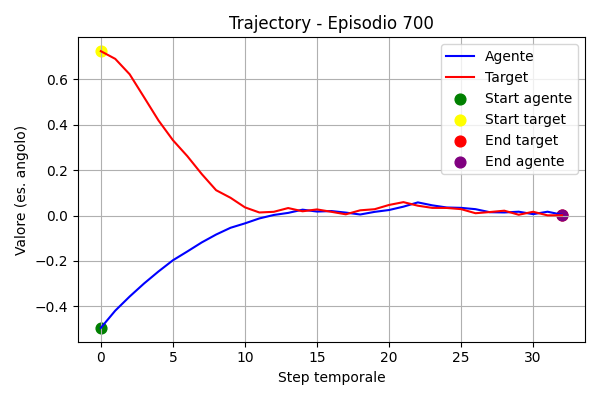 Trajectory - Episodio 700
Agente
Target
Start agente
Start target
End target
End agente
Valore (es. angolo)
0.6
0.4
0.2
0.0
−0.2
−0.4
0 5 10 15 20 25 30
Step temporale